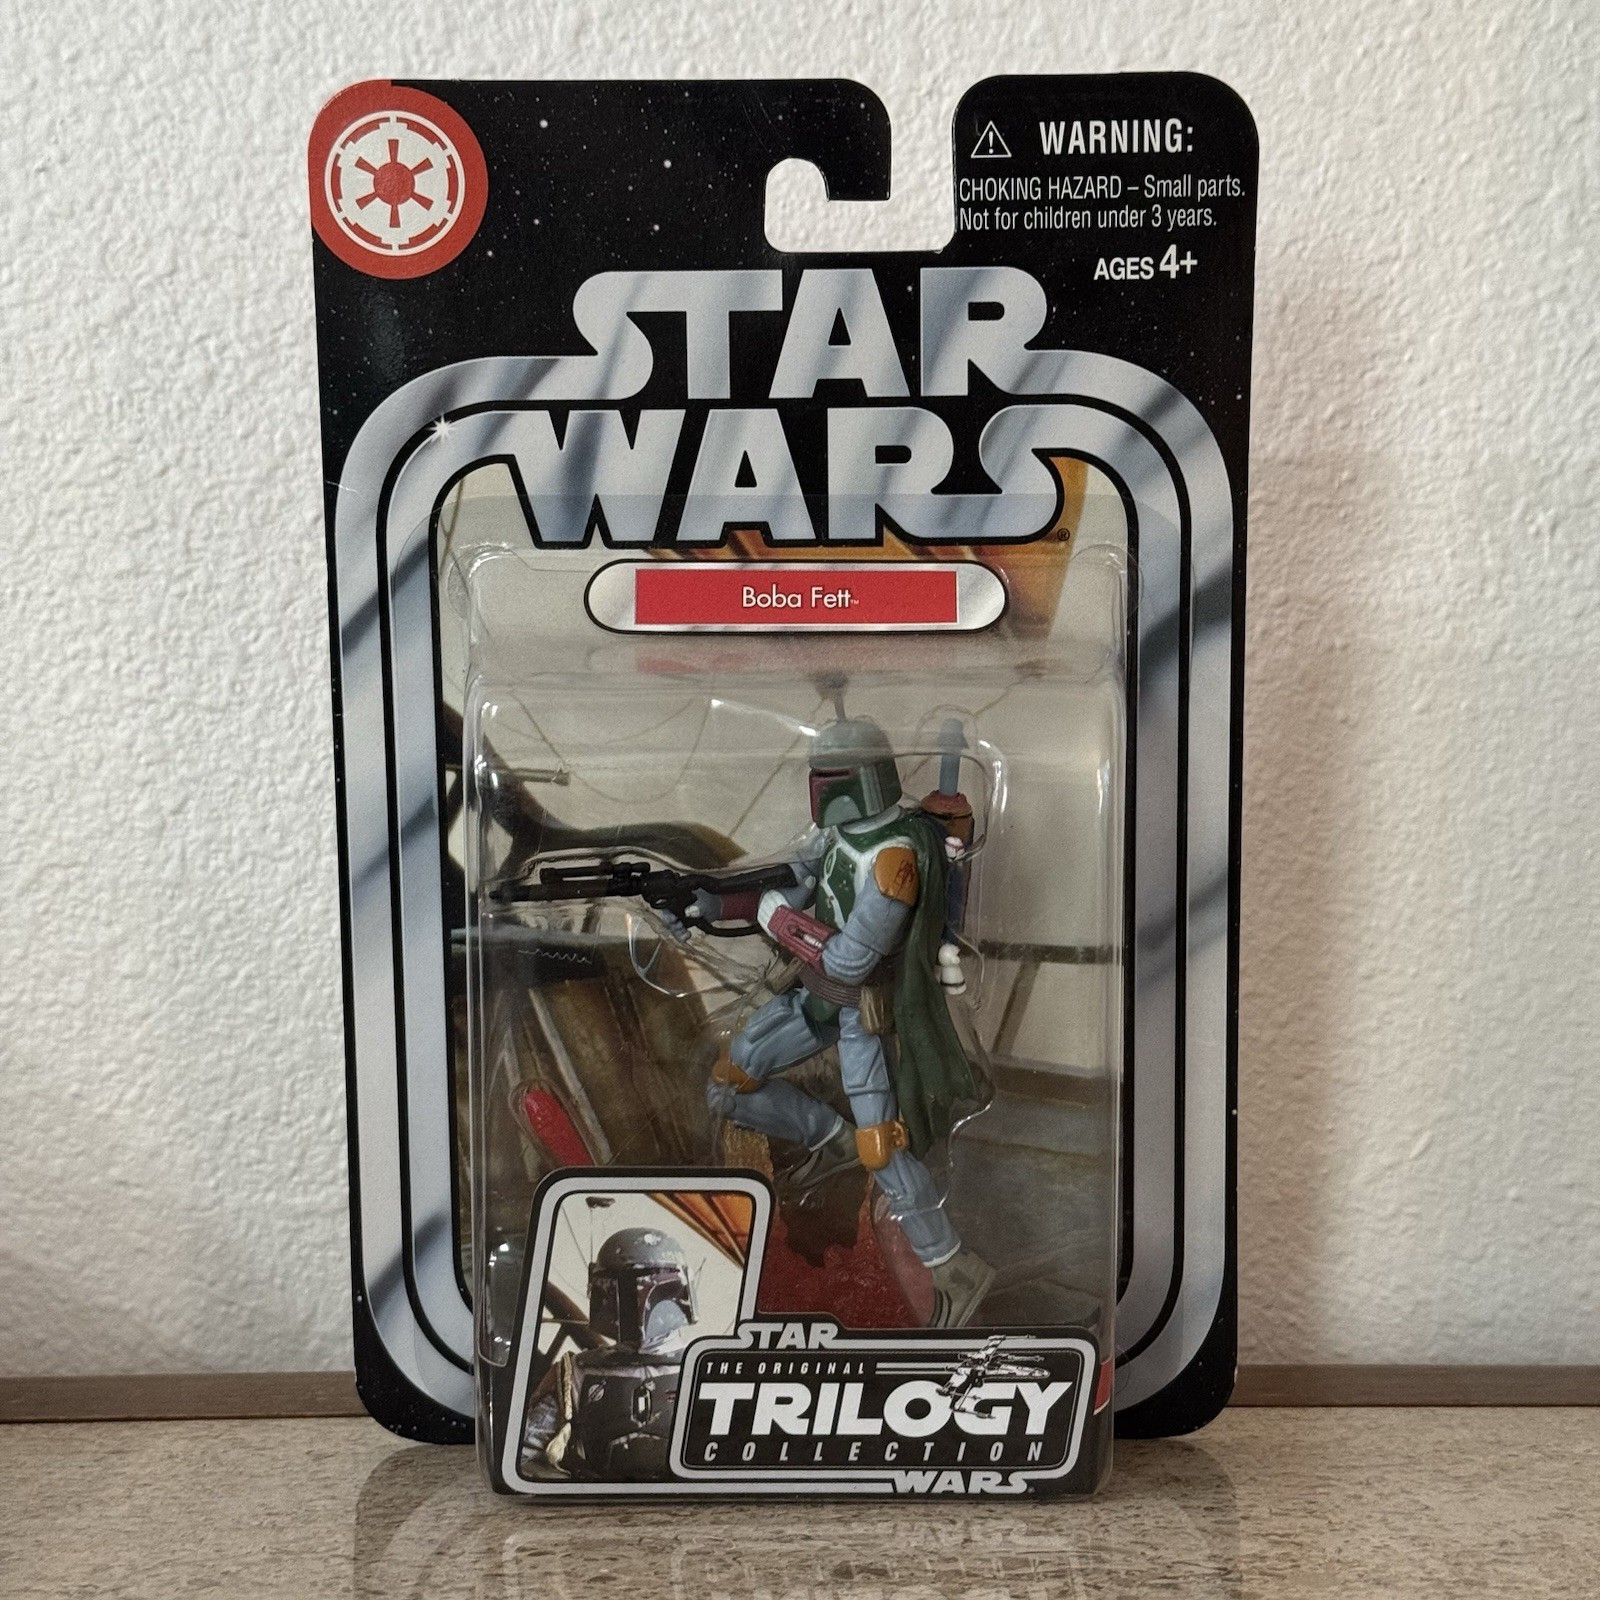 WARNING:
CHOKING HAZARD – Small parts.
Not for children under 3 years.
AGES 4+
STAR
WARS®
Boba Fett™
STAR
THE ORIGINAL
TRILOGY
COLLECTION
WARS